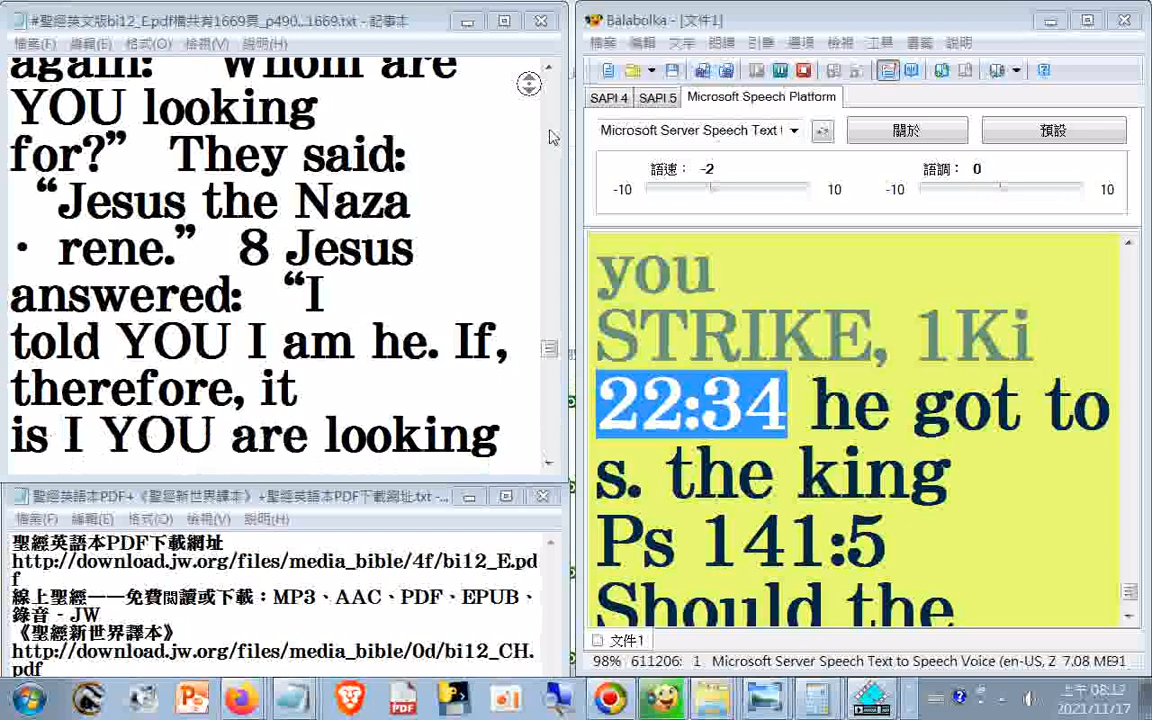 #聖經英文版bi12_E.pdf檔共有1669頁_p490...1669.txt - 記事本
檔案(F) 編輯(E) 格式(O) 檢視(V) 說明(H)
again: Whom are
YOU looking
for?” They said:
“Jesus the Naza
· rene.” 8 Jesus
answered: “I
told YOU I am he. If,
therefore, it
is I YOU are looking
聖經英語本PDF+《聖經新世界譯本》+聖經英語本PDF下載網址.txt - ...
檔案(F) 編輯(E) 格式(O) 檢視(V) 說明(H)
聖經英語本PDF下載網址
http://download.jw.org/files/media_bible/4f/bi12_E.pd
f
線上聖經——免費閱讀或下載：MP3、AAC、PDF、EPUB、
錄音 - JW
《聖經新世界譯本》
http://download.jw.org/files/media_bible/0d/bi12_CH.
pdf
Balabolka - [文件1]
檔案 編輯 文字 朗讀 引擎 選項 檢視 工具 書籤 說明
SAPI 4 SAPI 5 Microsoft Speech Platform
Microsoft Server Speech Text 關於 預設
語速： -2 語調： 0
-10 10 -10 10
you
STRIKE, 1Ki
22:34 he got to
s. the king
Ps 141:5
Should the
文件1
98% 611206: 1 Microsoft Server Speech Text to Speech Voice (en-US, Z 7.08 ME91
上午 08:12
2021/11/17